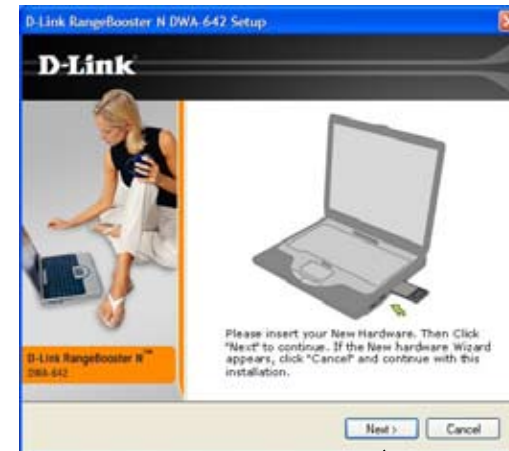 D-Link RangeBooster N DWA-642 Setup
D-Link
Please insert your New Hardware. Then Click
"Next" to continue. If the New hardware Wizard
appears, click "Cancel" and continue with this
installation.
D-Link RangeBooster N™
DWA-642
Next >
Cancel